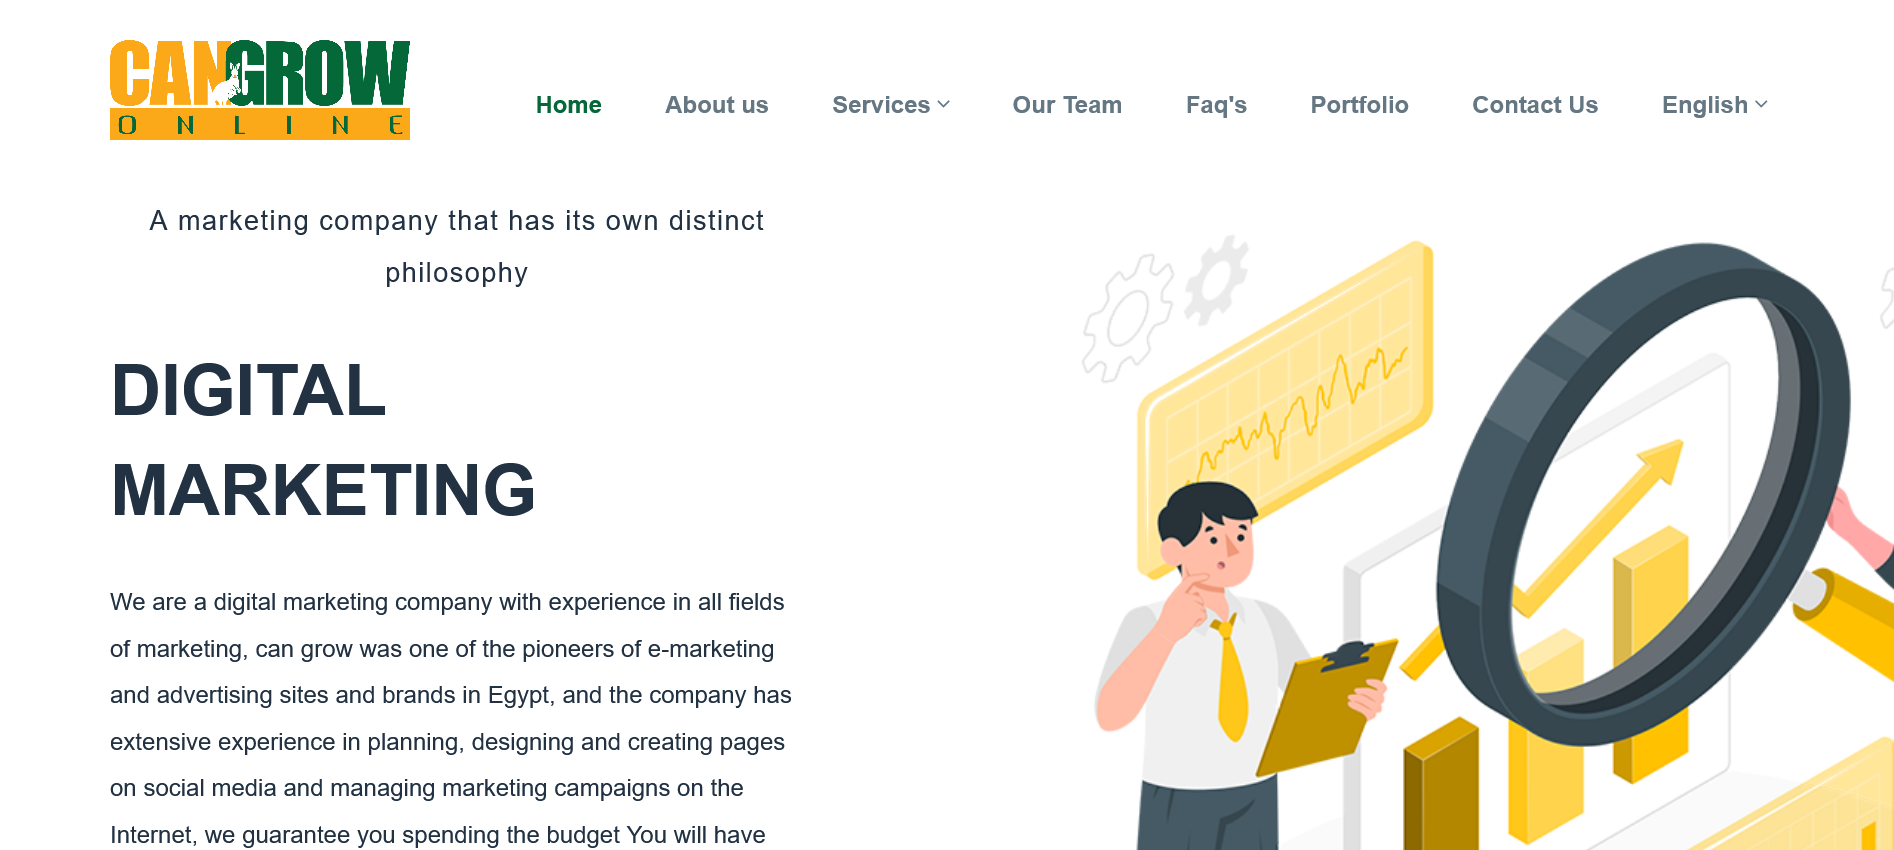 CANGROW
ONLINE
Home
About us
Services
Our Team
Faq's
Portfolio
Contact Us
English
A marketing company that has its own distinct
philosophy
DIGITAL
MARKETING
We are a digital marketing company with experience in all fields
of marketing, can grow was one of the pioneers of e-marketing
and advertising sites and brands in Egypt, and the company has
extensive experience in planning, designing and creating pages
on social media and managing marketing campaigns on the
Internet, we guarantee you spending the budget You will have